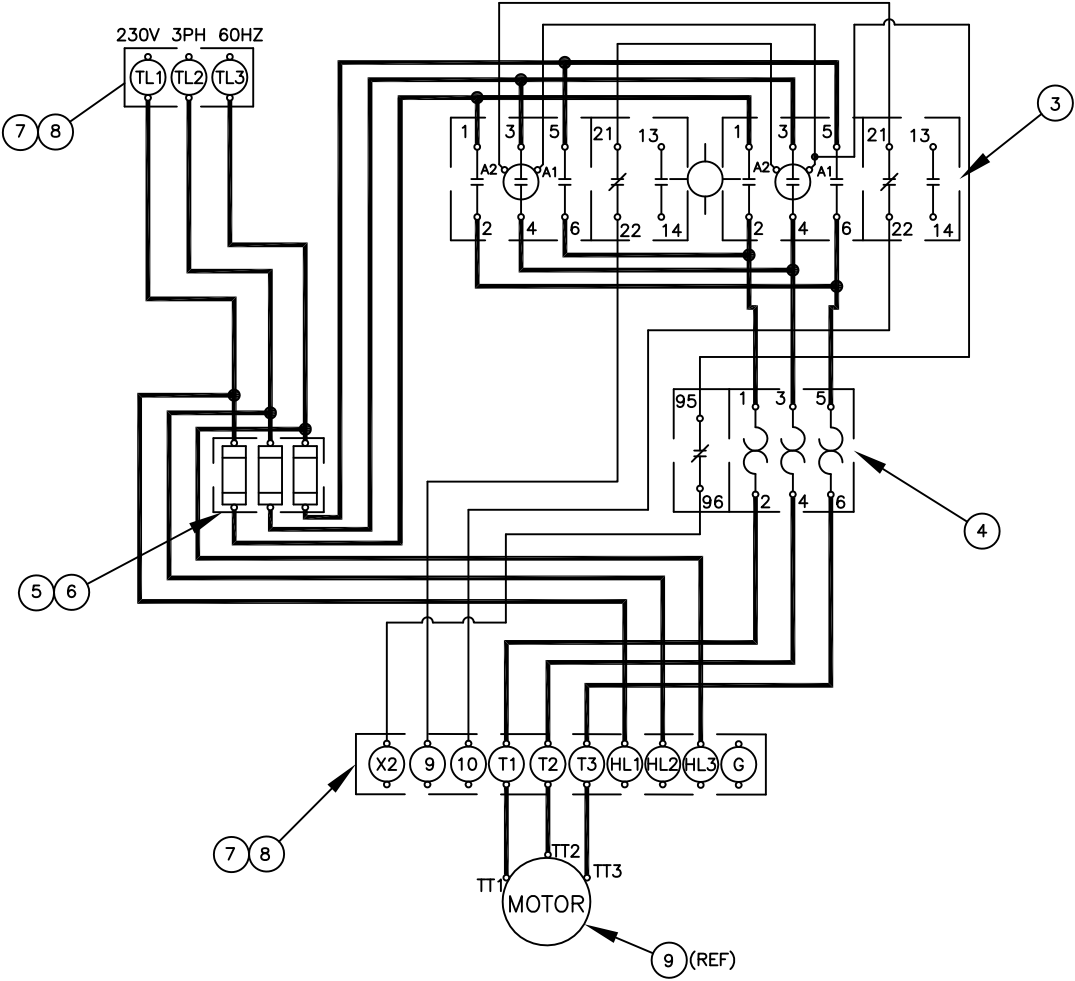 230V 3PH 60HZ
TL1 TL2 TL3
7 8
3
1 3 5 21 13 1 3 5 21 13
A2 A1 A2 A1
2 4 6 22 14 2 4 6 22 14
95 1 3 5
96 2 4 6
4
5 6
X2 9 10 T1 T2 T3 HL1 HL2 HL3 G
7 8
TT1 TT2 TT3
MOTOR
9 (REF)